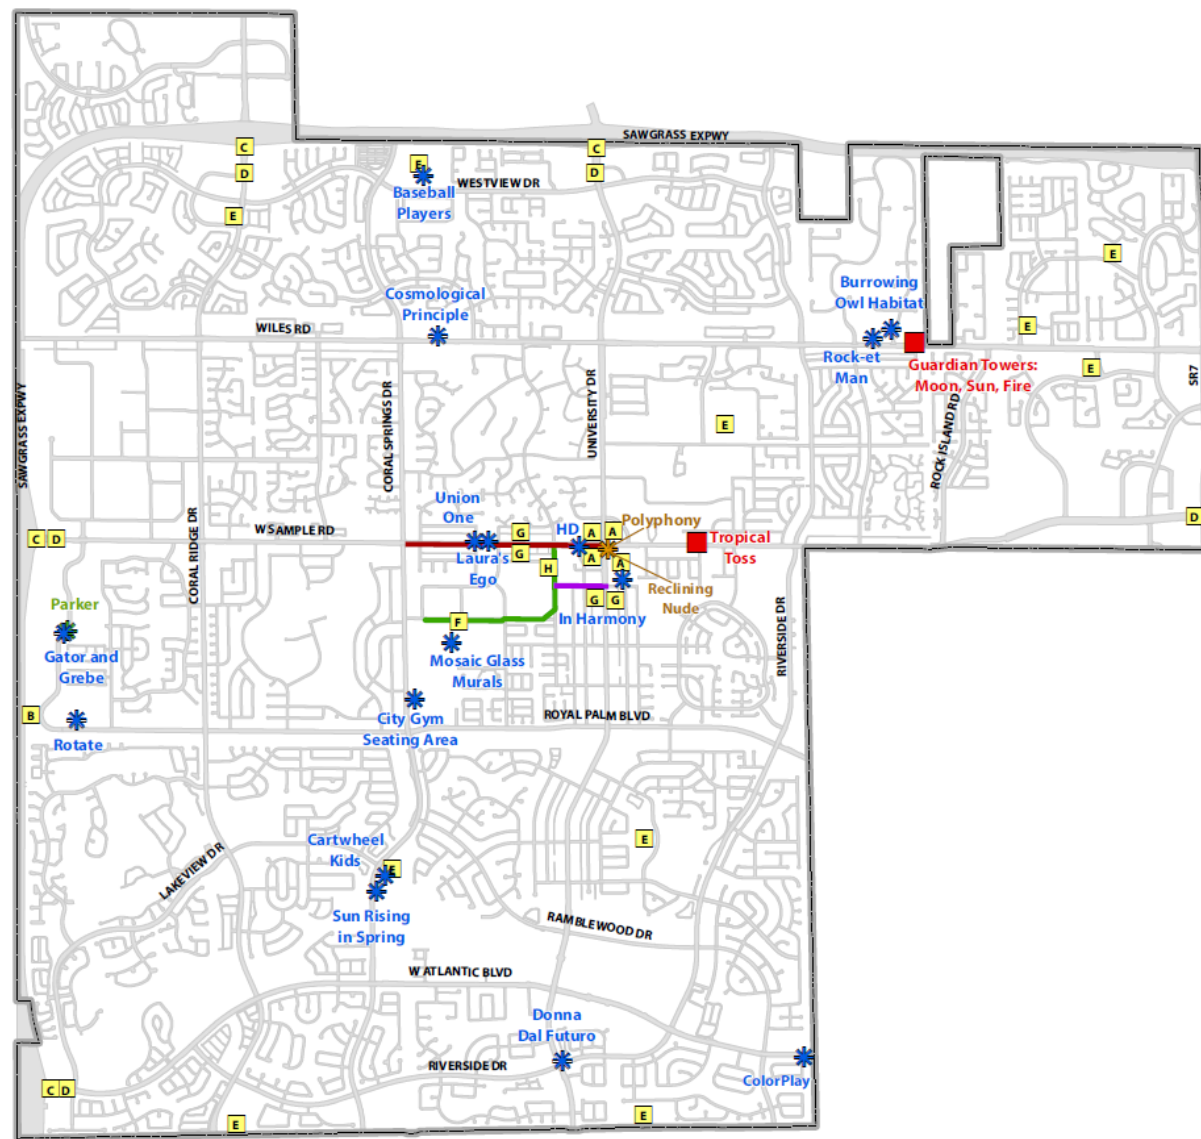 SAWGRASS EXPWY
C
C
E
D
D
WESTVIEW DR
Baseball
Players
E
E
Burrowing
Owl Habitat
Cosmological
Principle
WILES RD
E
Rock-et
Man
Guardian Towers:
Moon, Sun, Fire
E
SR7
SAWGRASS EXPWY
CORAL SPRINGS DR
UNIVERSITY DR
E
ROCK ISLAND RD
Union
One
W SAMPLE RD
G
HD
A
A
Polyphony
D
C D
Tropical
Toss
CORAL RIDGE DR
Laura's
Ego
G
H
A
A
Reclining
Nude
Parker
G
G
In Harmony
F
RIVERSIDE DR
Gator and
Grebe
Mosaic Glass
Murals
B
Rotate
City Gym
Seating Area
ROYAL PALM BLVD
Cartwheel
Kids
E
E
LAKEVIEW DR
Sun Rising
in Spring
RAMBLEWOOD DR
W ATLANTIC BLVD
Donna
Dal Futuro
RIVERSIDE DR
ColorPlay
C D
E
E